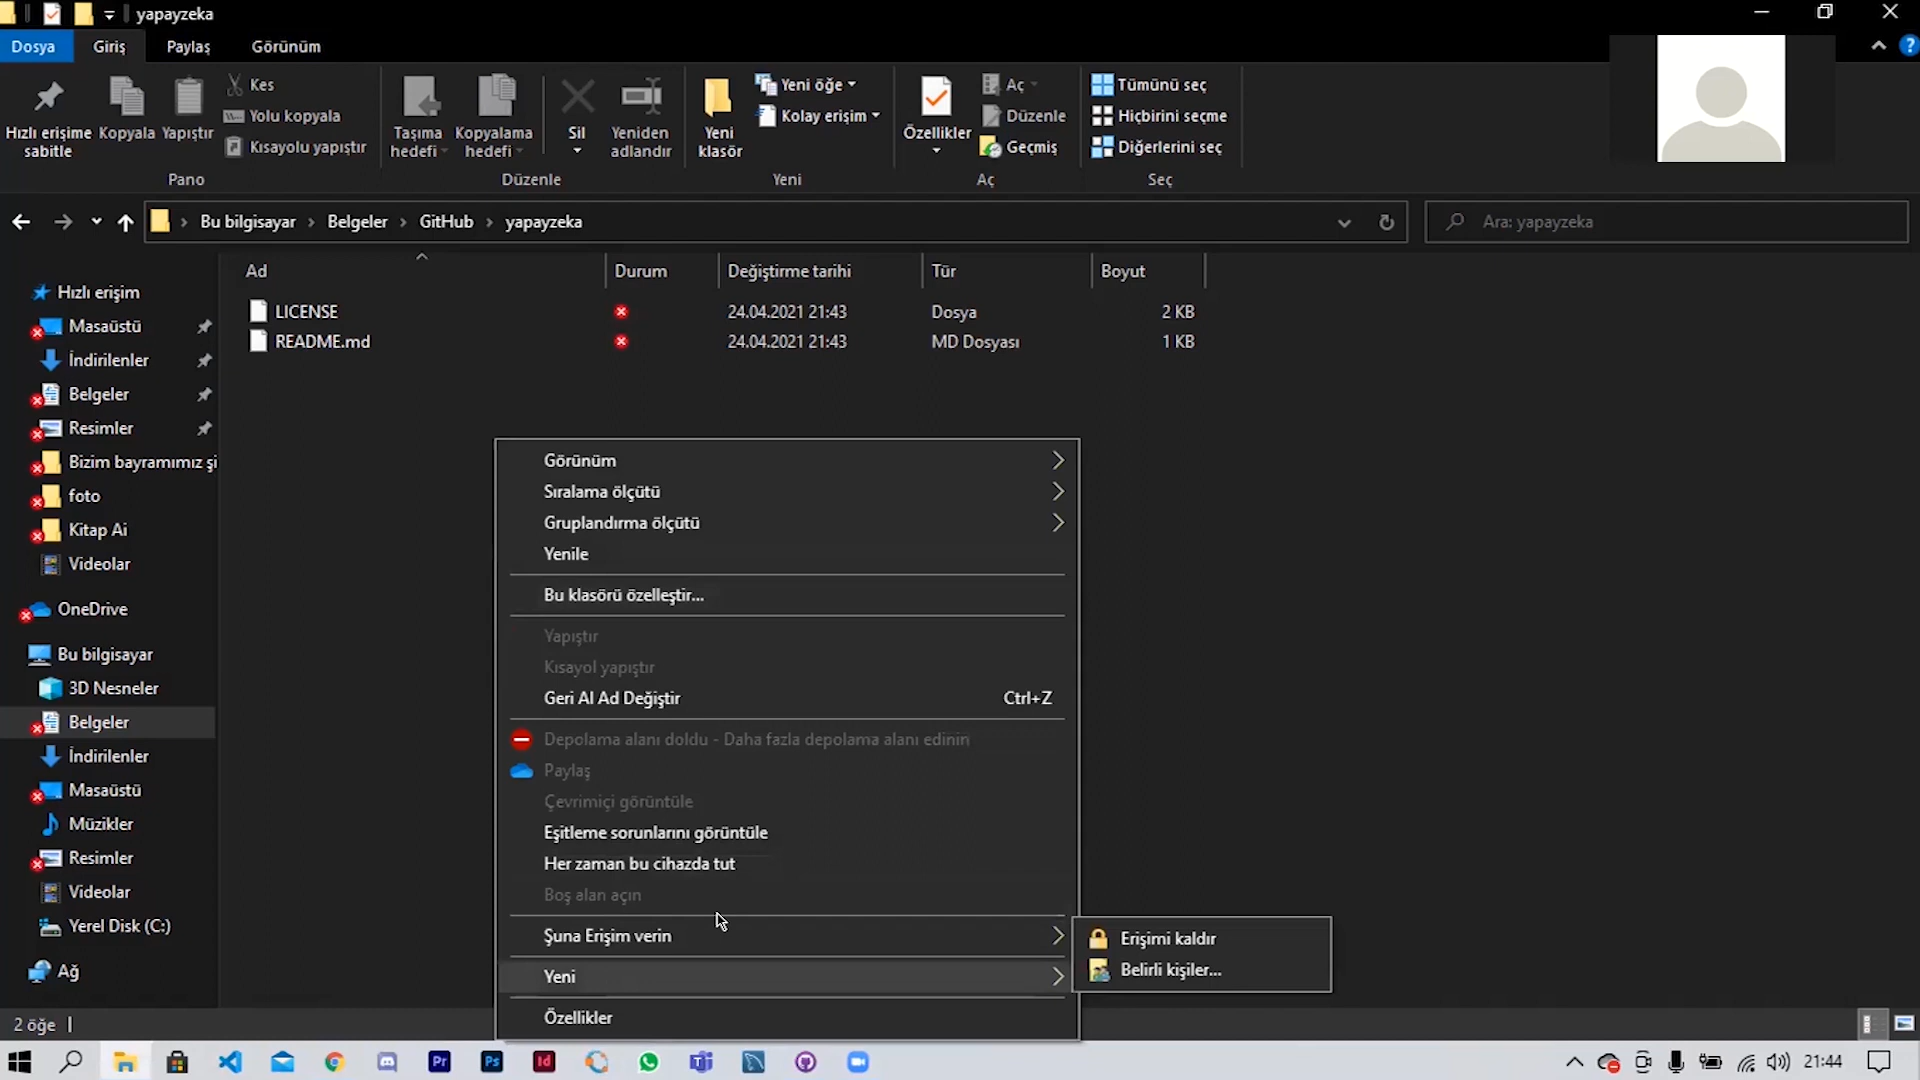 yapayzeka
Dosya Giriş Paylaş Görünüm
Hızlı erişime sabitle
Kopyala
Yapıştır
Kes
Yolu kopyala
Kısayolu yapıştır
Pano
Taşıma hedefi
Kopyalama hedefi
Sil
Yeniden adlandır
Düzenle
Yeni klasör
Yeni öğe
Kolay erişim
Yeni
Özellikler
Aç
Düzenle
Geçmiş
Aç
Tümünü seç
Hiçbirini seçme
Diğerlerini seç
Seç
Bu bilgisayar Belgeler GitHub yapayzeka
Ara: yapayzeka
Ad Durum Değiştirme tarihi Tür Boyut
LICENSE 24.04.2021 21:43 Dosya 2 KB
README.md 24.04.2021 21:43 MD Dosyası 1 KB
Hızlı erişim
Masaüstü
İndirilenler
Belgeler
Resimler
Bizim bayramımız şi
foto
Kitap Ai
Videolar
OneDrive
Bu bilgisayar
3D Nesneler
Belgeler
İndirilenler
Masaüstü
Müzikler
Resimler
Videolar
Yerel Disk (C:)
Ağ
Görünüm
Sıralama ölçütü
Gruplandırma ölçütü
Yenile
Bu klasörü özelleştir...
Yapıştır
Kısayol yapıştır
Geri Al Ad Değiştir Ctrl+Z
Depolama alanı doldu - Daha fazla depolama alanı edinin
Paylaş
Çevrimiçi görüntüle
Eşitleme sorunlarını görüntüle
Her zaman bu cihazda tut
Boş alan açın
Şuna Erişim verin
Yeni
Özellikler
Erişimi kaldır
Belirli kişiler...
2 öğe
Pr Ps Id
21:44